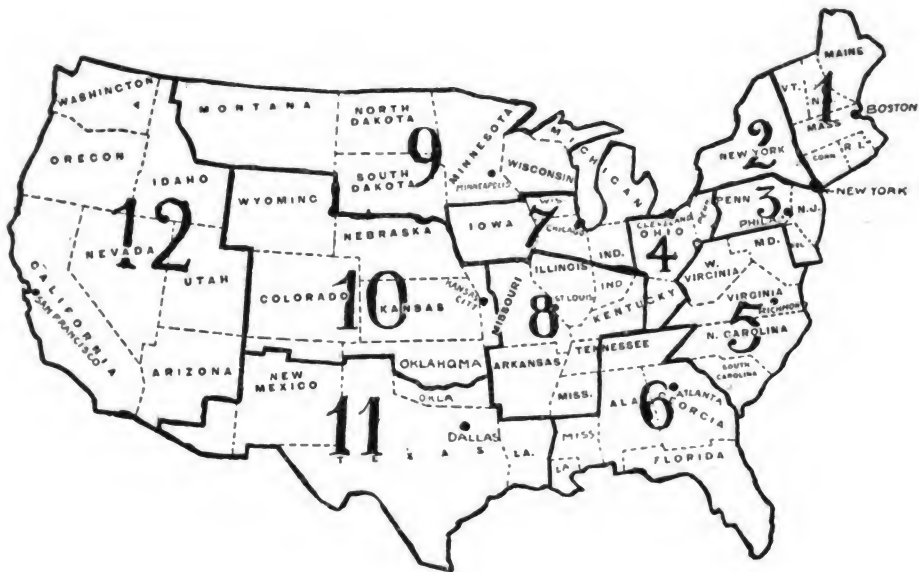 MAINE
WASHINGTON
VT.
N.H.
1
BOSTON
MASS
CONN
R.I.
MONTANA
NORTH
DAKOTA
9
MINNESOTA
MINNEAPOLIS
MICHIGAN
WISCONSIN
2
NEW YORK
NEW YORK
OREGON
IDAHO
SOUTH
DAKOTA
WYOMING
IOWA
7
WIS.
CHICAGO
CLEVELAND
OHIO
4
PENN
PENN
3
PHILA
N.J.
12
NEVADA
UTAH
NEBRASKA
ILLINOIS
IND.
IND
MD.
DEL
W.
VIRGINIA
VIRGINIA
RICHMOND
CALIFORNIA
SAN FRANCISCO
COLORADO
10
KANSAS
KANSAS
CITY
MISSOURI
8
ST LOUIS
KENTUCKY
5
N. CAROLINA
ARIZONA
NEW
MEXICO
OKLAHOMA
OKLA
ARKANSAS
TENNESSEE
SOUTH
CAROLINA
MISS.
ALA
6
ATLANTA
GEORGIA
11
DALLAS
TEXAS
LA.
MISS
LA
FLORIDA